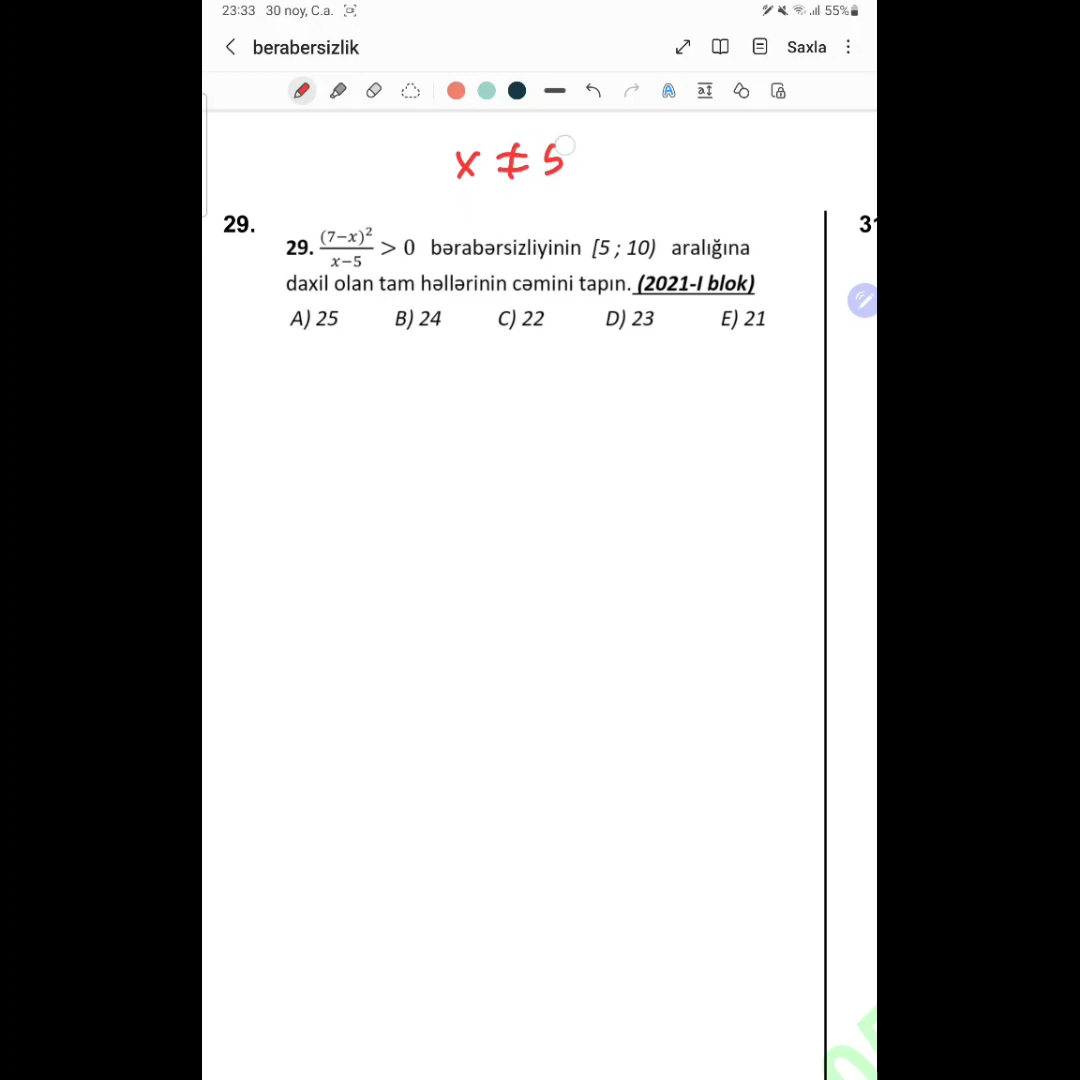 23:33 30 noy, C.a. 55%
berabersizlik Saxla
x ≠ 5
29.
29. (7−x)²/x−5 > 0 bərabərsizliyinin [5 ; 10) aralığına
daxil olan tam həllərinin cəmini tapın. (2021-I blok)
A) 25 B) 24 C) 22 D) 23 E) 21